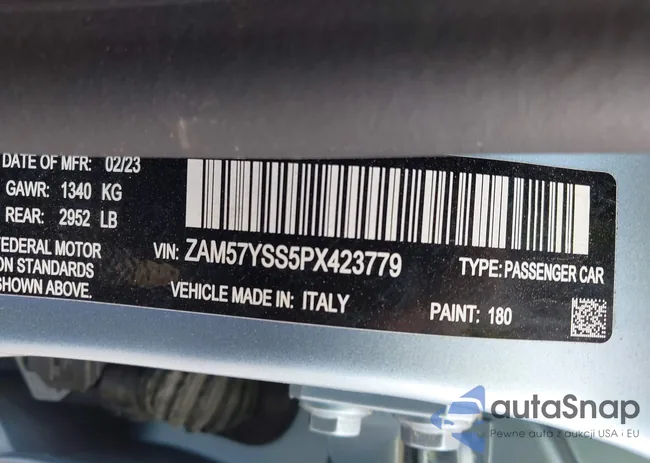 DATE OF MFR: 02/23
GAWR: 1340 KG
REAR: 2952 LB
FEDERAL MOTOR
ON STANDARDS
SHOWN ABOVE.
VIN: ZAM57YSS5PX423779
TYPE: PASSENGER CAR
VEHICLE MADE IN: ITALY
PAINT: 180
autaSnap
Pewne auta z aukcji USA i EU